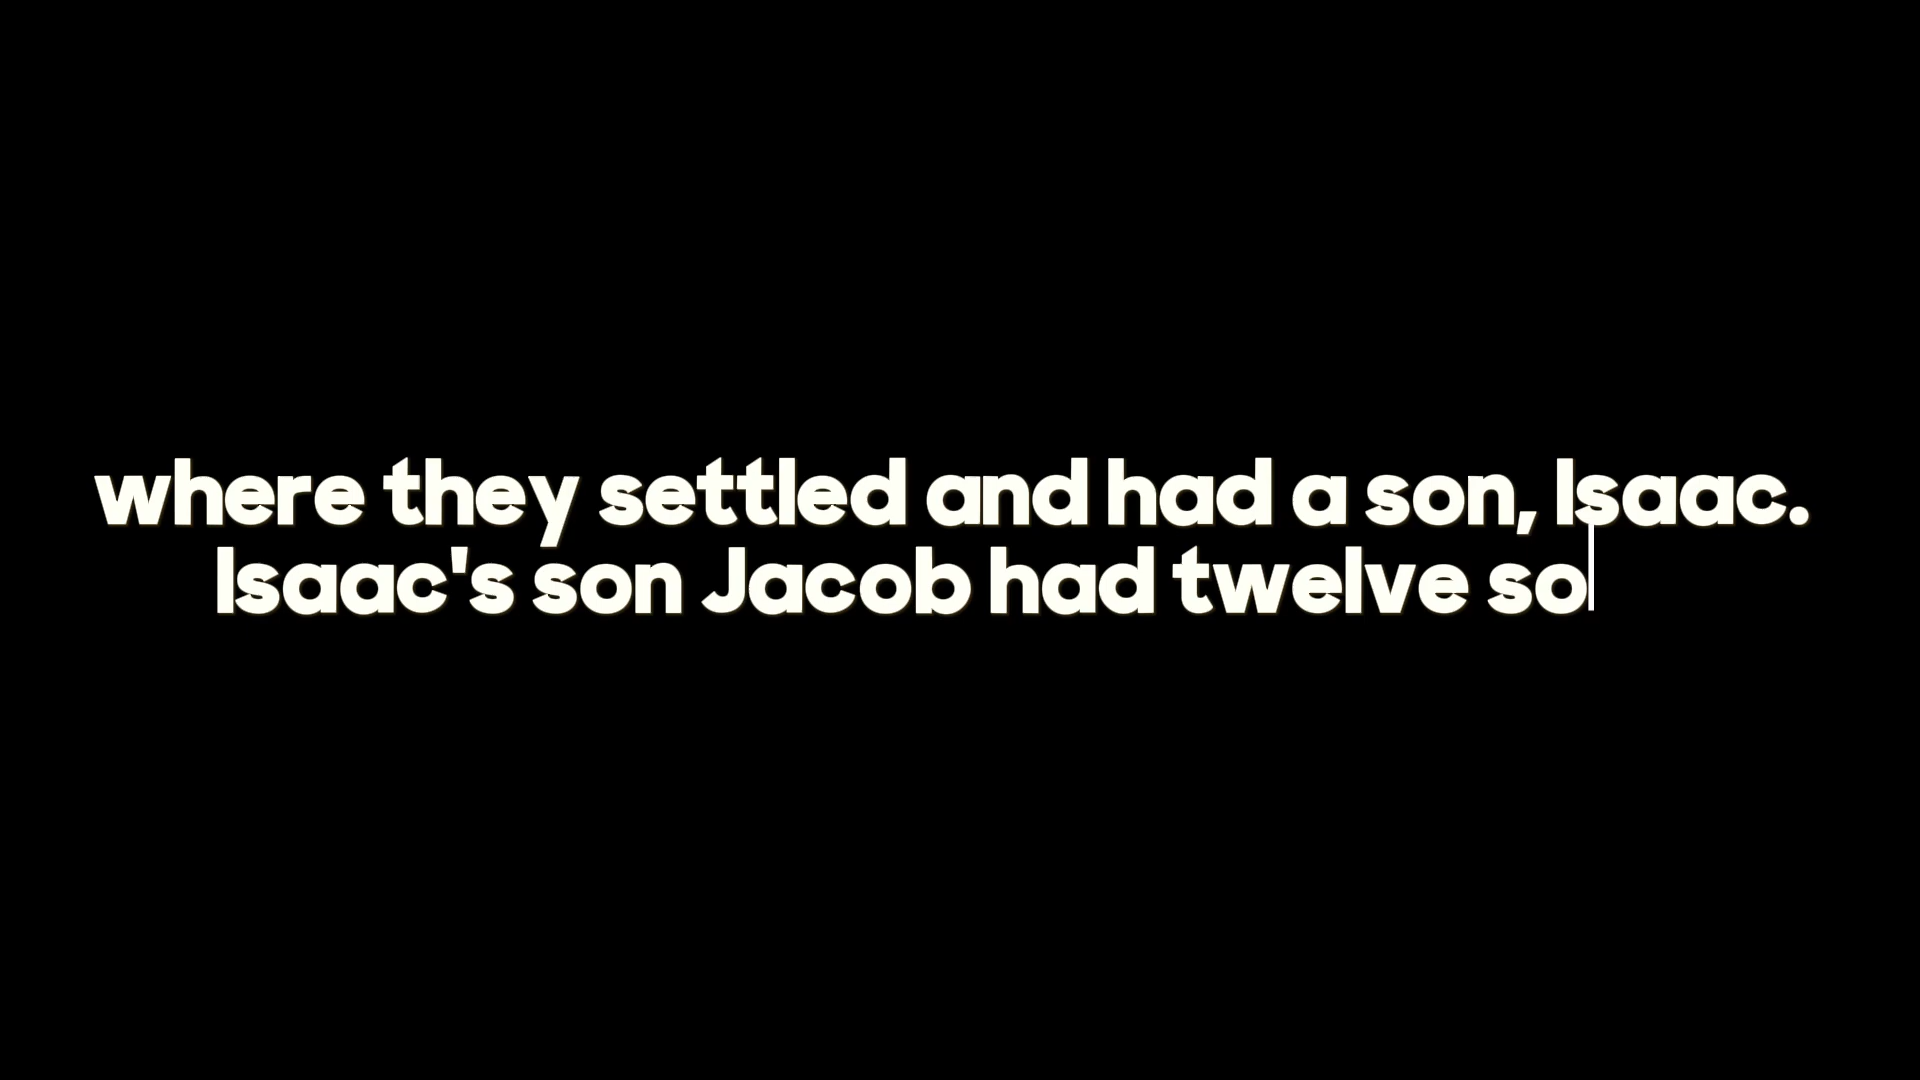 where they settled and had a son, Isaac.
Isaac's son Jacob had twelve so